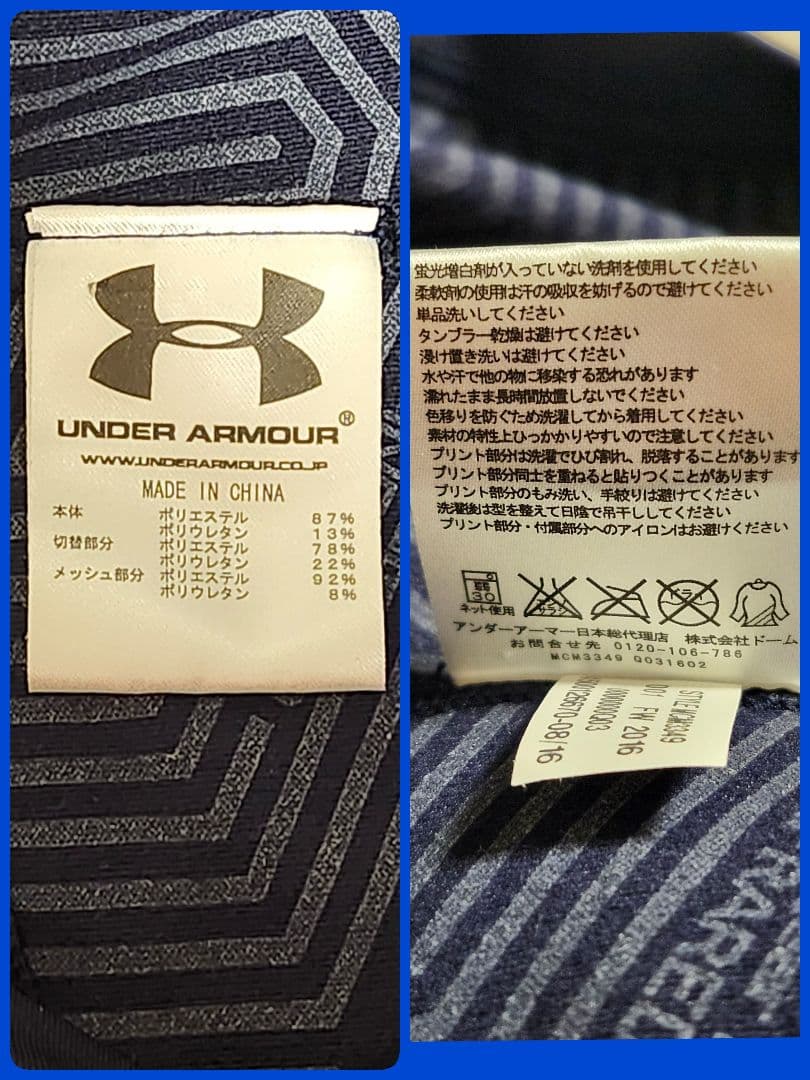 UNDER ARMOUR®
WWW.UNDERARMOUR.CO.JP
MADE IN CHINA
本体 ポリエステル 87%
ポリウレタン 13%
切替部分 ポリエステル 78%
ポリウレタン 22%
メッシュ部分 ポリエステル 92%
ポリウレタン 8%
蛍光増白剤が入っていない洗剤を使用してください
柔軟剤の使用は汗の吸収を妨げるので避けてください
単品洗いしてください
タンブラー乾燥は避けてください
浸け置き洗いは避けてください
水や汗で他の物に移染する恐れがあります
濡れたまま長時間放置しないでください
色移りを防ぐため洗濯してから着用してください
素材の特性上ひっかかりやすいので注意してください
プリント部分は洗濯でひび割れ、脱落することがあります
プリント部分同士を重ねると貼りつくことがあります
プリント部分のもみ洗い、手絞りは避けてください
洗濯後は型を整えて日陰で吊干ししてください
プリント部分・付属部分へのアイロンはお避けください
30
ネット使用
エンソ
サラシ
ドライ
アンダーアーマー日本総代理店 株式会社ドーム
お問合せ先 0120-106-786
MCM3349 Q031602
STYLE MCM3349
001 FW 2016
-08/16